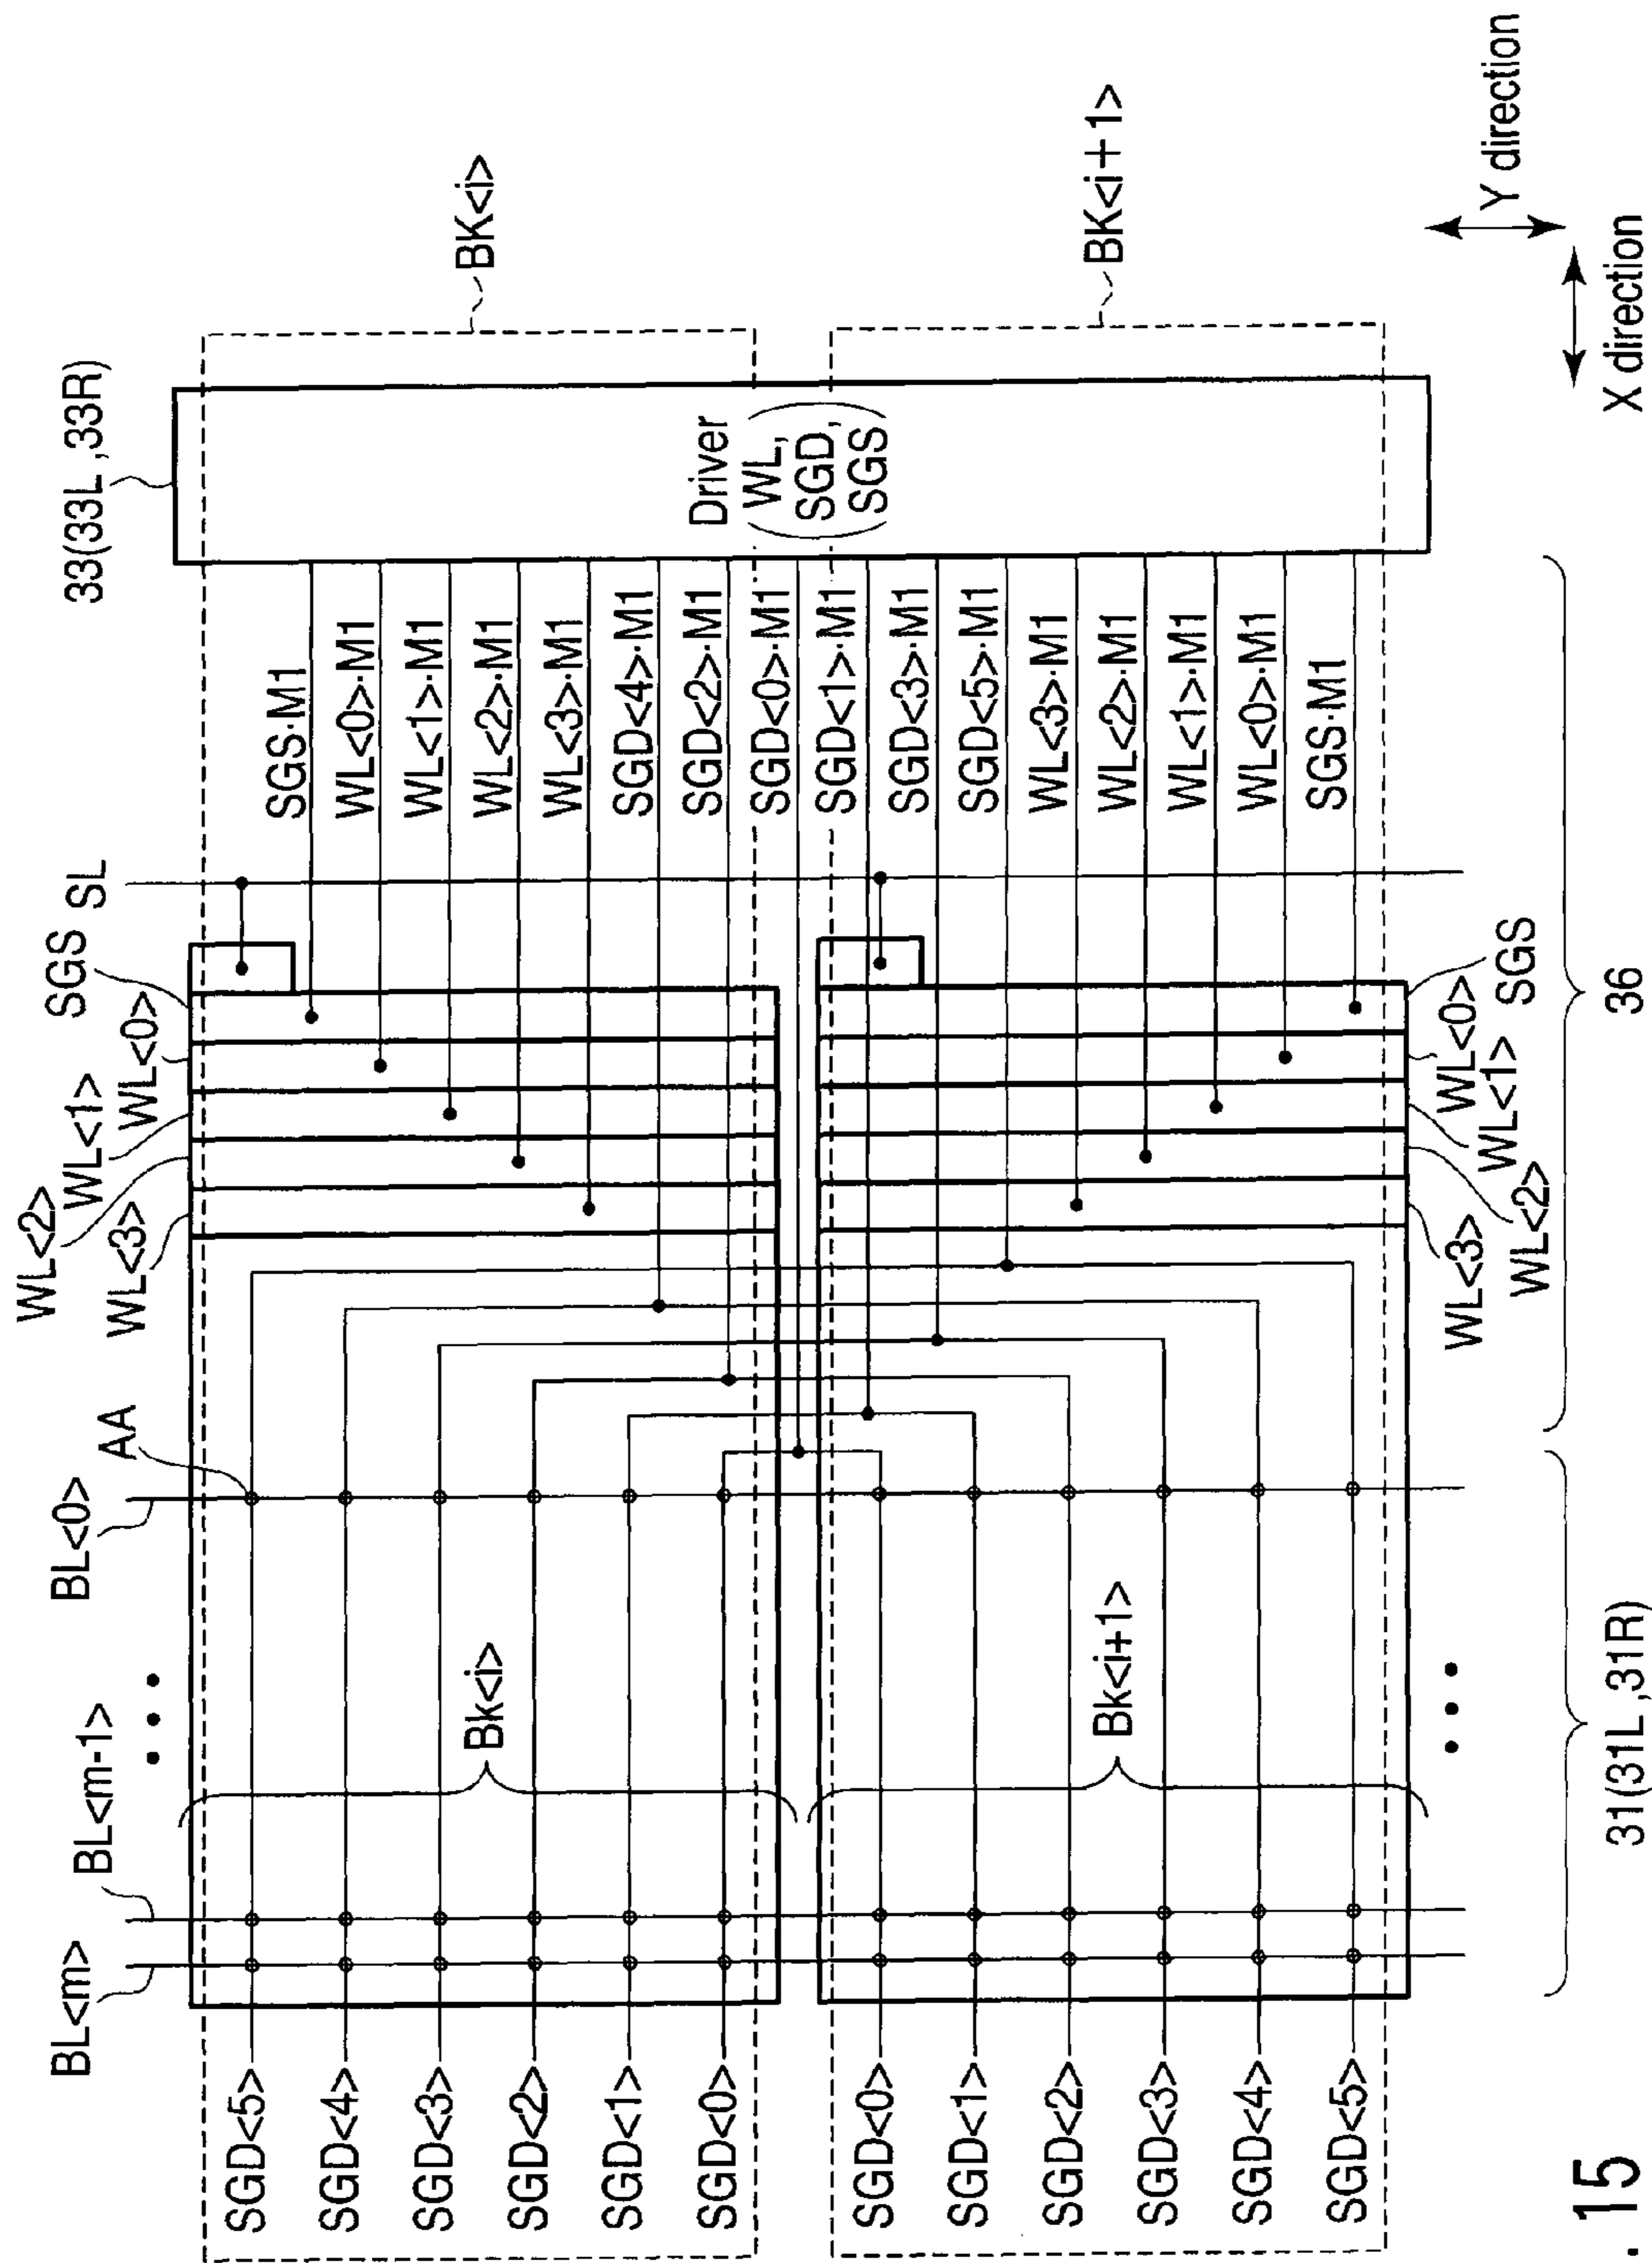 BL<m>
BL<m-1>
BL<0>
AA
WL<2>
WL<3>
WL<1>
WL<0>
SGS
SL
33(33L ,33R)
SGD<5>
SGD<4>
SGD<3>
SGD<2>
SGD<1>
SGD<0>
Bk<i>
SGS·M1
WL<0>·M1
WL<1>·M1
WL<2>·M1
WL<3>·M1
SGD<4>·M1
SGD<2>·M1
SGD<0>·M1
Driver
WL,
SGD,
SGS
BK<i>
SGD<0>
SGD<1>
SGD<2>
SGD<3>
SGD<4>
SGD<5>
Bk<i+1>
SGD<1>·M1
SGD<3>·M1
SGD<5>·M1
WL<3>·M1
WL<2>·M1
WL<1>·M1
WL<0>·M1
SGS·M1
BK<i+1>
WL<3>
WL<2>
WL<1>
WL<0>
SGS
31(31L ,31R)
36
Y direction
X direction
. 15